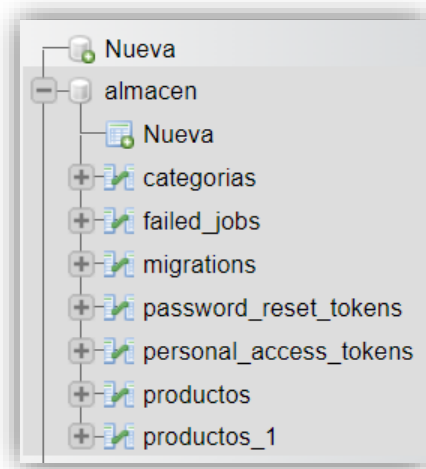 Nueva
almacen
Nueva
categorias
failed_jobs
migrations
password_reset_tokens
personal_access_tokens
productos
productos_1